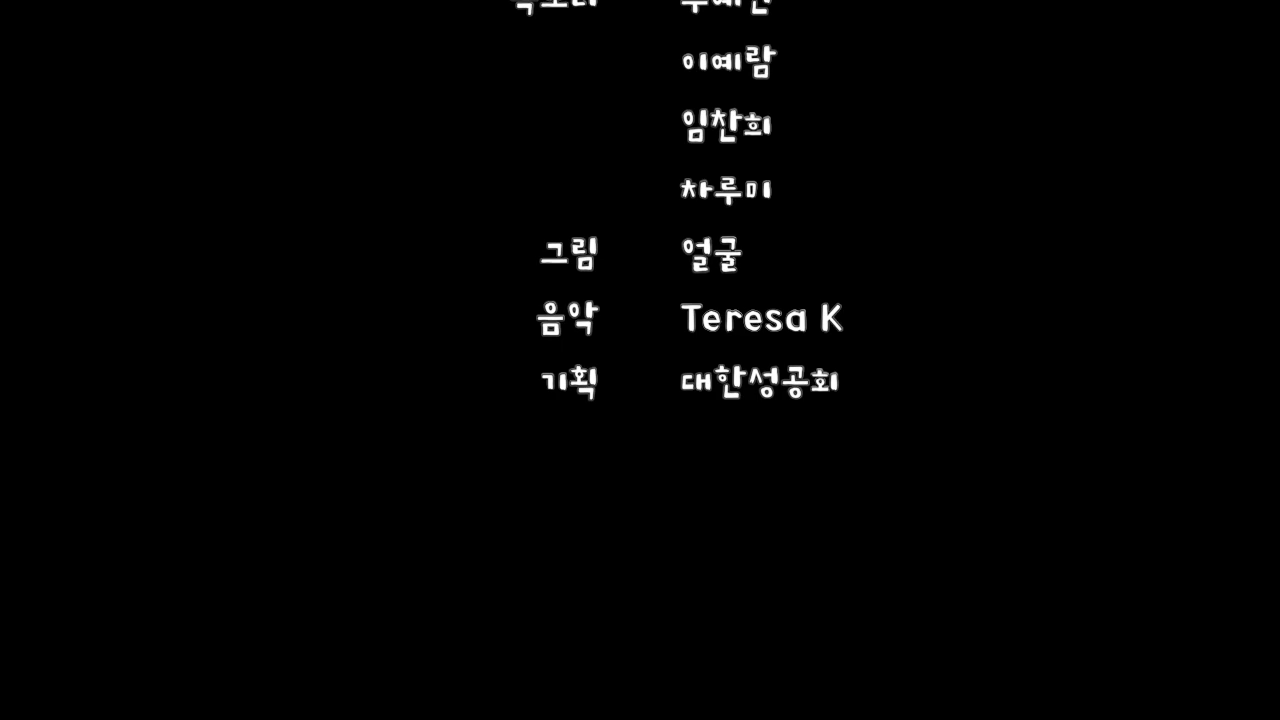 이예람
임찬희
차루미
그림 얼굴
음악 Teresa K
기획 대한성공회